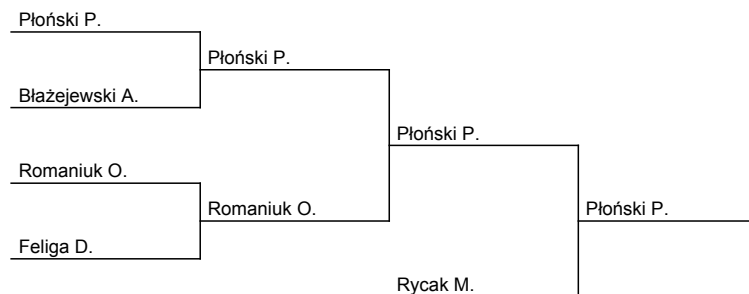 Płoński P.
Płoński P.
Błażejewski A.
Płoński P.
Romaniuk O.
Romaniuk O.
Płoński P.
Feliga D.
Rycak M.